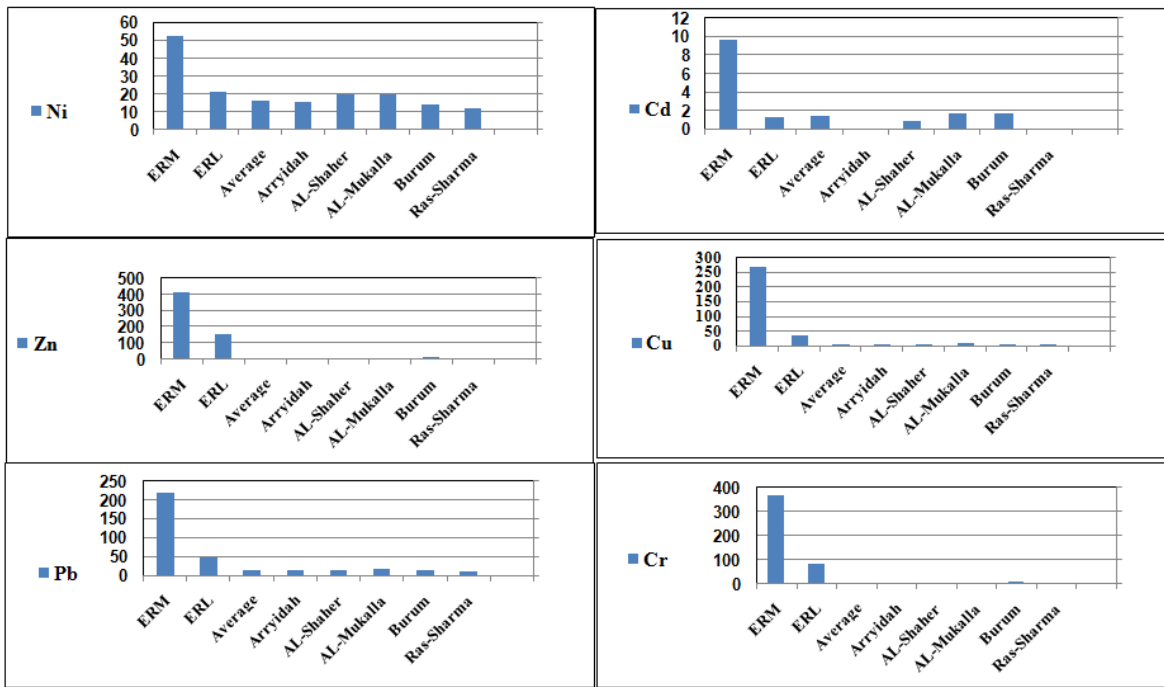 60
50
40
30
20
10
0
Ni
ERM
ERL
Average
Arryidah
AL-Shaher
AL-Mukalla
Burum
Ras-Sharma
12
10
8
6
4
2
0
Cd
ERM
ERL
Average
Arryidah
AL-Shaher
AL-Mukalla
Burum
Ras-Sharma
500
400
300
200
100
0
Zn
ERM
ERL
Average
Arryidah
AL-Shaher
AL-Mukalla
Burum
Ras-Sharma
300
250
200
150
100
50
0
Cu
ERM
ERL
Average
Arryidah
AL-Shaher
AL-Mukalla
Burum
Ras-Sharma
250
200
150
100
50
0
Pb
ERM
ERL
Average
Arryidah
AL-Shaher
AL-Mukalla
Burum
Ras-Sharma
400
300
200
100
0
Cr
ERM
ERL
Average
Arryidah
AL-Shaher
AL-Mukalla
Burum
Ras-Sharma